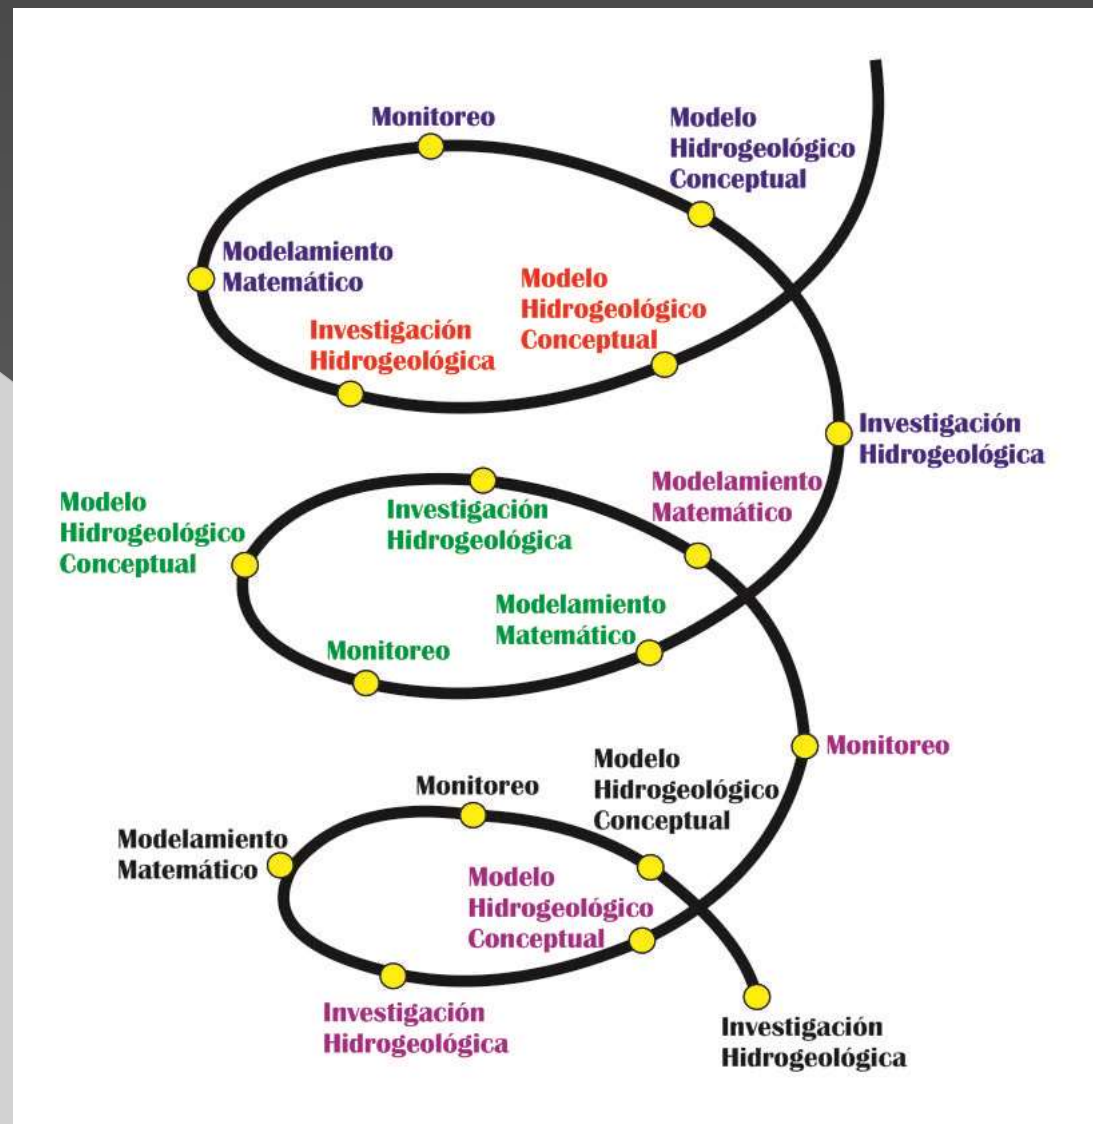 Monitoreo
Modelo
Hidrogeológico
Conceptual
Modelamiento
Matemático
Modelo
Hidrogeológico
Conceptual
Investigación
Hidrogeológica
Investigación
Hidrogeológica
Modelamiento
Matemático
Modelo
Hidrogeológico
Conceptual
Investigación
Hidrogeológica
Modelamiento
Matemático
Monitoreo
Monitoreo
Modelo
Hidrogeológico
Conceptual
Monitoreo
Modelamiento
Matemático
Modelo
Hidrogeológico
Conceptual
Investigación
Hidrogeológica
Investigación
Hidrogeológica